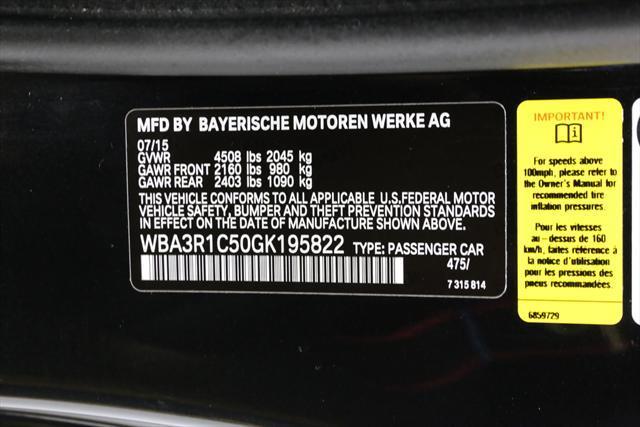 MFD BY BAYERISCHE MOTOREN WERKE AG
07/15
GVWR 4508 lbs 2045 kg
GAWR FRONT 2160 lbs 980 kg
GAWR REAR 2403 lbs 1090 kg
THIS VEHICLE CONFORMS TO ALL APPLICABLE U.S.FEDERAL MOTOR
VEHICLE SAFETY, BUMPER AND THEFT PREVENTION STANDARDS
IN EFFECT ON THE DATE OF MANUFACTURE SHOWN ABOVE.
WBA3R1C50GK195822 TYPE: PASSENGER CAR
475/
7 315 814
IMPORTANT!
For speeds above
100mph, please refer to
the Owner's Manual for
recommended tire
inflation pressures.
Pour les vitesses
au - dessus de 160
km/h, faites référence à
la notice d'utilisation
pour les pressions des
pneus recommandées.
6859729